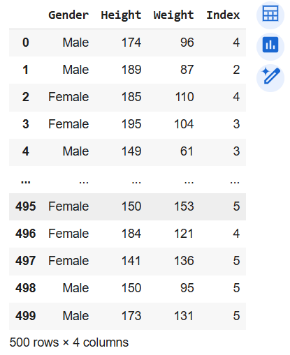 Gender Height Weight Index
0 Male 174 96 4
1 Male 189 87 2
2 Female 185 110 4
3 Female 195 104 3
4 Male 149 61 3
... ... ... ... ...
495 Female 150 153 5
496 Female 184 121 4
497 Female 141 136 5
498 Male 150 95 5
499 Male 173 131 5
500 rows × 4 columns